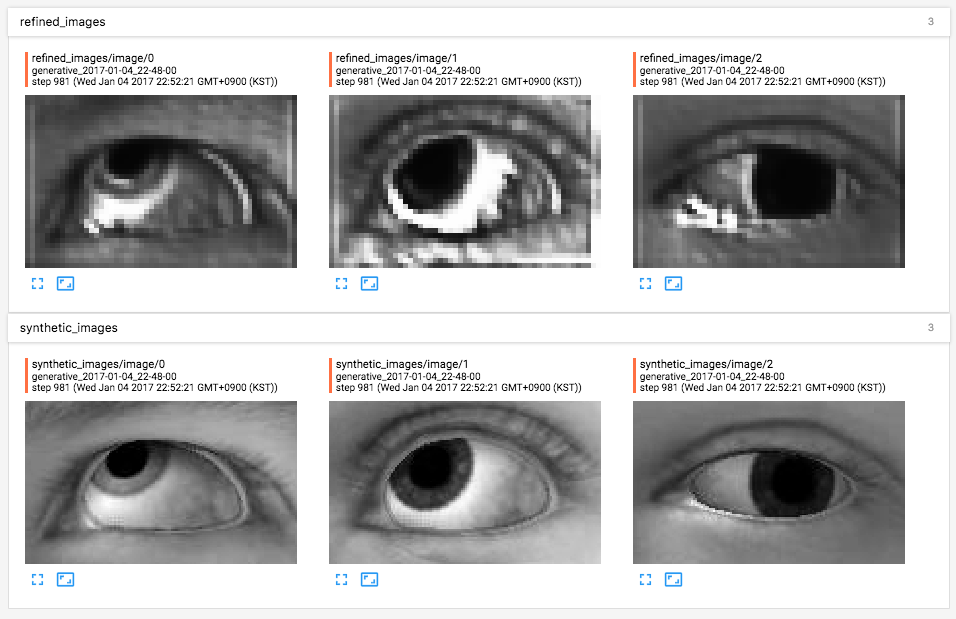 refined_images 3
refined_images/image/0
generative_2017-01-04_22-48-00
step 981 (Wed Jan 04 2017 22:52:21 GMT+0900 (KST))
refined_images/image/1
generative_2017-01-04_22-48-00
step 981 (Wed Jan 04 2017 22:52:21 GMT+0900 (KST))
refined_images/image/2
generative_2017-01-04_22-48-00
step 981 (Wed Jan 04 2017 22:52:21 GMT+0900 (KST))
synthetic_images 3
synthetic_images/image/0
generative_2017-01-04_22-48-00
step 981 (Wed Jan 04 2017 22:52:21 GMT+0900 (KST))
synthetic_images/image/1
generative_2017-01-04_22-48-00
step 981 (Wed Jan 04 2017 22:52:21 GMT+0900 (KST))
synthetic_images/image/2
generative_2017-01-04_22-48-00
step 981 (Wed Jan 04 2017 22:52:21 GMT+0900 (KST))